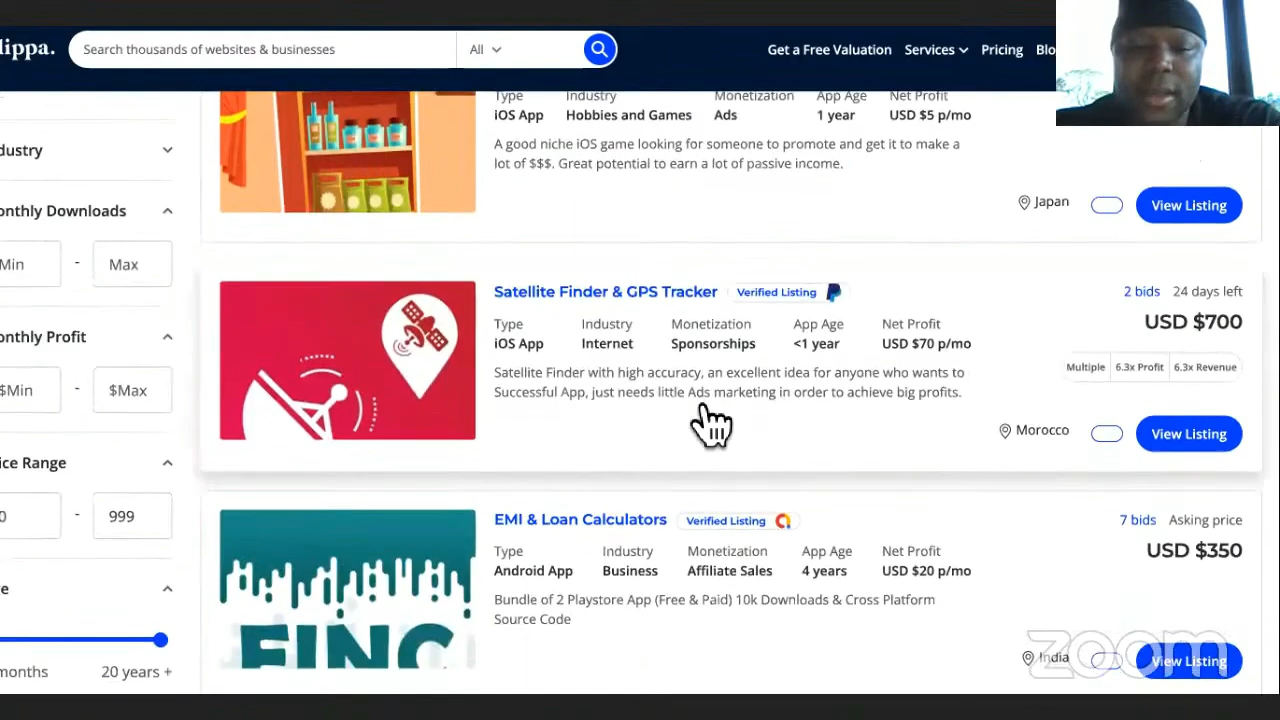 lippa.
Search thousands of websites & businesses
All
Get a Free Valuation
Services
Pricing
Blo
Type Industry Monetization App Age Net Profit
iOS App Hobbies and Games Ads 1 year USD $5 p/mo
A good niche iOS game looking for someone to promote and get it to make a
lot of $$$. Great potential to earn a lot of passive income.
Japan
View Listing
dustry
onthly Downloads
Min - Max
onthly Profit
$Min - $Max
ice Range
0 - 999
e
months 20 years +
Satellite Finder & GPS Tracker Verified Listing
2 bids 24 days left
USD $700
Type Industry Monetization App Age Net Profit
iOS App Internet Sponsorships <1 year USD $70 p/mo
Multiple 6.3x Profit 6.3x Revenue
Satellite Finder with high accuracy, an excellent idea for anyone who wants to
Successful App, just needs little Ads marketing in order to achieve big profits.
Morocco
View Listing
EMI & Loan Calculators Verified Listing
7 bids Asking price
USD $350
Type Industry Monetization App Age Net Profit
Android App Business Affiliate Sales 4 years USD $20 p/mo
Bundle of 2 Playstore App (Free & Paid) 10k Downloads & Cross Platform
Source Code
FINC
India
View Listing
zoom